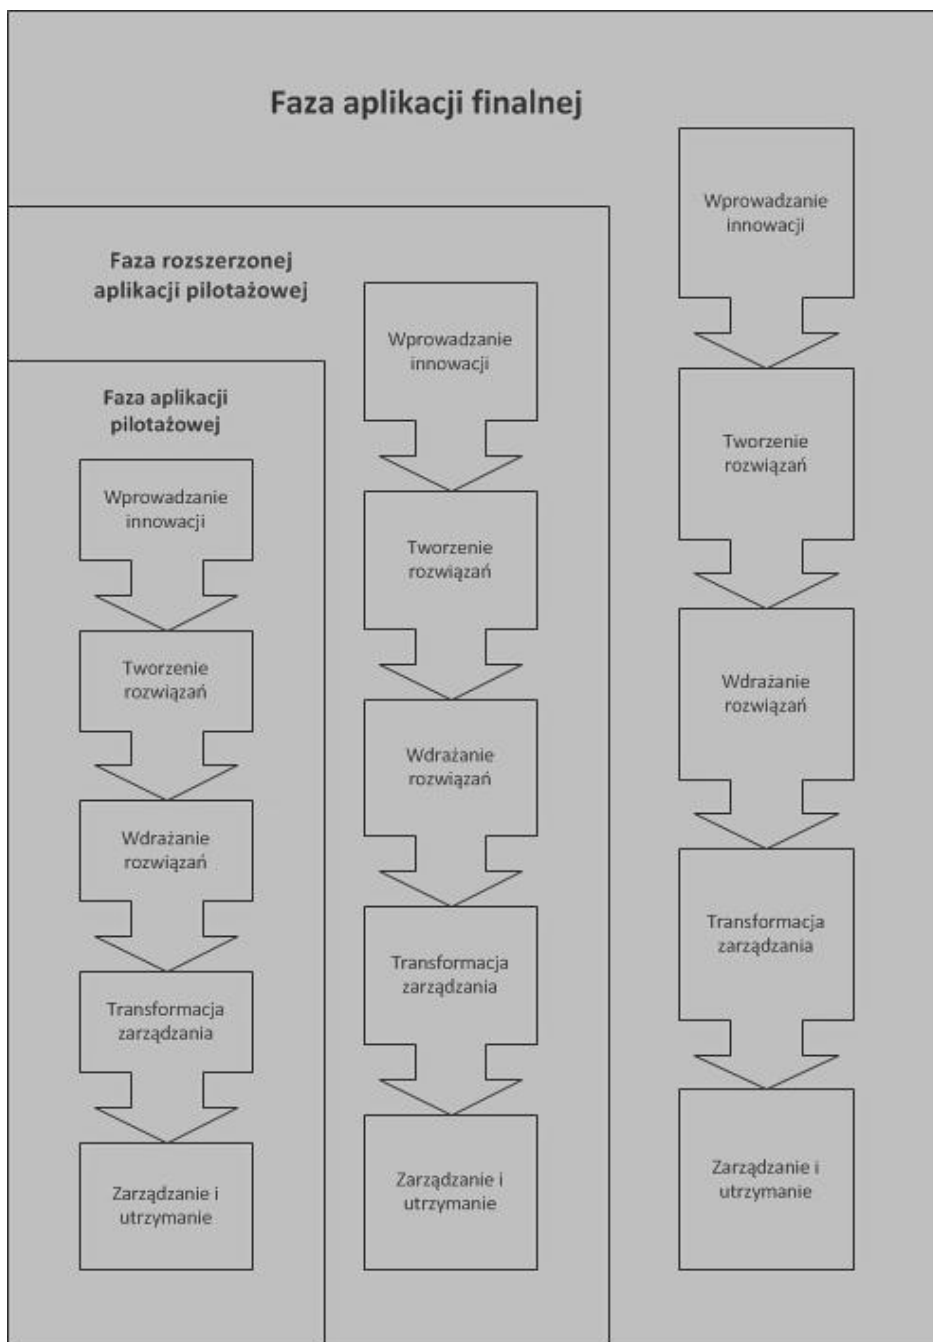 Faza aplikacji finalnej
Faza rozszerzonej
aplikacji pilotażowej
Faza aplikacji
pilotażowej
Wprowadzanie
innowacji
Tworzenie
rozwiązań
Wdrażanie
rozwiązań
Transformacja
zarządzania
Zarządzanie i
utrzymanie
Wprowadzanie
innowacji
Tworzenie
rozwiązań
Wdrażanie
rozwiązań
Transformacja
zarządzania
Zarządzanie i
utrzymanie
Wprowadzanie
innowacji
Tworzenie
rozwiązań
Wdrażanie
rozwiązań
Transformacja
zarządzania
Zarządzanie i
utrzymanie